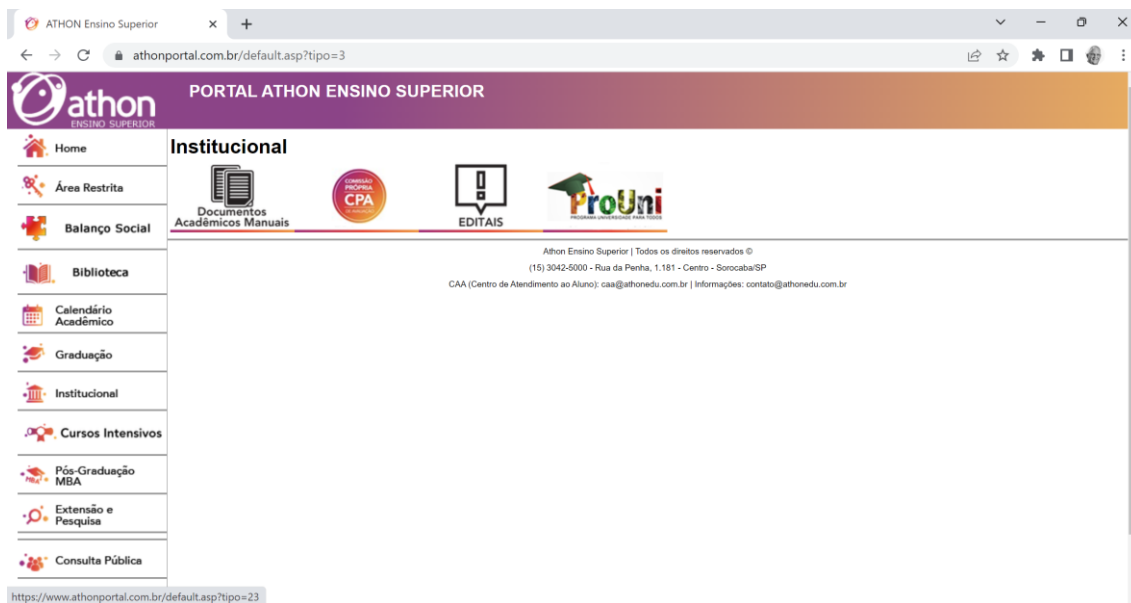 ATHON Ensino Superior
athonportal.com.br/default.asp?tipo=3
athon
ENSINO SUPERIOR
PORTAL ATHON ENSINO SUPERIOR
Home
Área Restrita
Balanço Social
Biblioteca
Calendário
Acadêmico
Graduação
Institucional
Cursos Intensivos
Pós-Graduação
MBA
Extensão e
Pesquisa
Consulta Pública
Institucional
Documentos
Acadêmicos Manuais
COMISSÃO
PRÓPRIA
CPA
DE AVALIAÇÃO
EDITAIS
ProUni
PROGRAMA UNIVERSIDADE PARA TODOS
Athon Ensino Superior | Todos os direitos reservados ©
(15) 3042-5000 - Rua da Penha, 1.181 - Centro - Sorocaba/SP
CAA (Centro de Atendimento ao Aluno): caa@athonedu.com.br | Informações: contato@athonedu.com.br
https://www.athonportal.com.br/default.asp?tipo=23